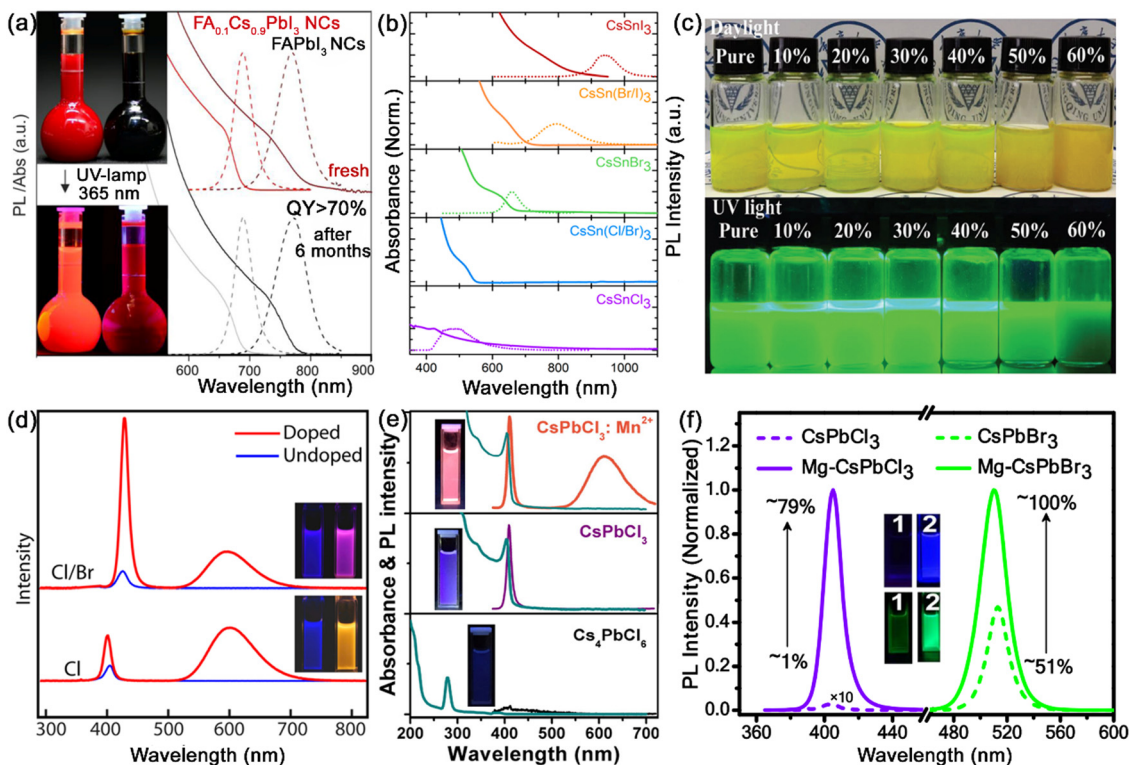 (a)
FA₀.₁Cs₀.₉PbI₃ NCs
FAPbI₃ NCs
UV-lamp
365 nm
fresh
QY>70%
after
6 months
PL /Abs (a.u.)
600 700 800 900
Wavelength (nm)
(b)
CsSnI₃
CsSn(Br/I)₃
CsSnBr₃
CsSn(Cl/Br)₃
CsSnCl₃
Absorbance (Norm.)
PL Intensity (a.u.)
400 600 800 1000
Wavelength (nm)
(c)
Daylight
Pure 10% 20% 30% 40% 50% 60%
UV light
Pure 10% 20% 30% 40% 50% 60%
(d)
Doped
Undoped
Cl/Br
Cl
Intensity
300 400 500 600 700 800
Wavelength (nm)
(e)
CsPbCl₃: Mn²⁺
CsPbCl₃
Cs₄PbCl₆
Absorbance & PL intensity
200 300 400 500 600 700
Wavelength (nm)
(f)
CsPbCl₃ CsPbBr₃
Mg-CsPbCl₃ Mg-CsPbBr₃
~79% ~100%
1 2
1 2
~1% ~51%
×10
PL Intensity (Normalized)
1.2
1.0
0.8
0.6
0.4
0.2
0.0
360 400 440 480 520 560 600
Wavelength (nm)